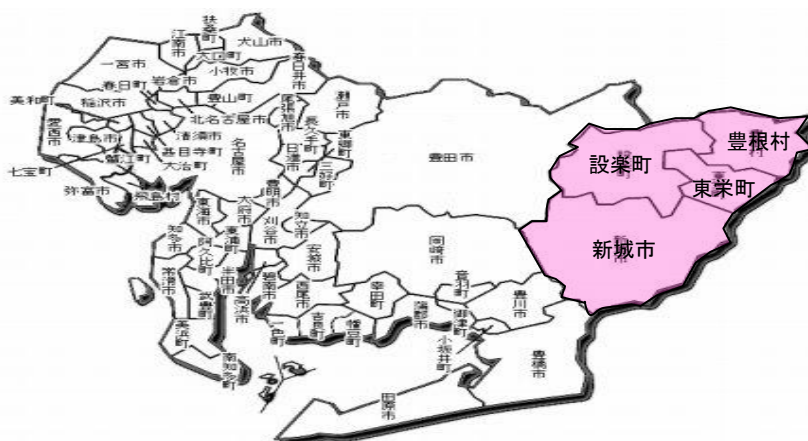 扶桑町
江南市
犬山市
一宮市
大口町
春日井市
岩倉市
小牧市
春日町
美和町
稲沢市
豊山町
瀬戸市
尾張旭市
北名古屋市
長久手町
愛西市
津島市
清須市
名古屋市
東郷町
甚目寺町
日進市
豊田市
蟹江町
大治町
三好町
七宝町
弥富市
飛島村
豊明市
設楽町
豊根村
東栄町
新城市
東海市
大府市
知立市
知多市
東浦町
刈谷市
阿久比町
安城市
岡崎市
常滑市
半田市
碧南市
音羽町
武豊町
高浜市
西尾市
幸田町
蒲郡市
豊川市
御津町
美浜町
一色町
吉良町
幡豆町
小坂井町
南知多町
豊橋市
田原市